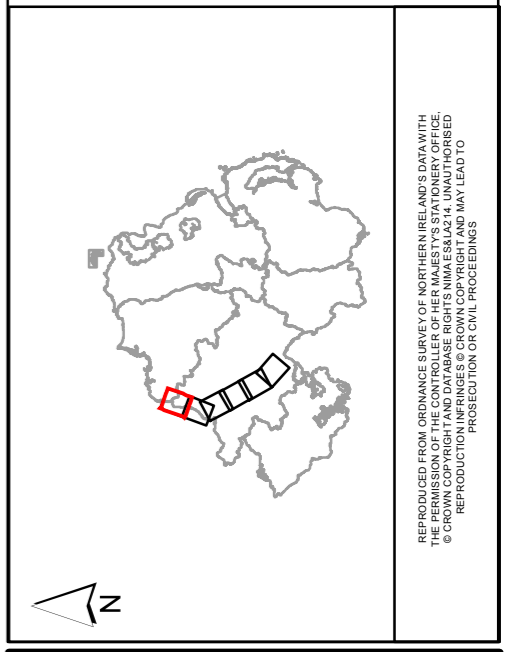 N
REPRODUCED FROM ORDNANCE SURVEY OF NORTHERN IRELAND'S DATA WITH
THE PERMISSION OF THE CONTROLLER OF HER MAJESTY'S STATIONERY OFFICE,
© CROWN COPYRIGHT AND DATABASE RIGHTS NIMA ES&LA214. UNAUTHORISED
REPRODUCTION INFRINGES © CROWN COPYRIGHT AND MAY LEAD TO
PROSECUTION OR CIVIL PROCEEDINGS